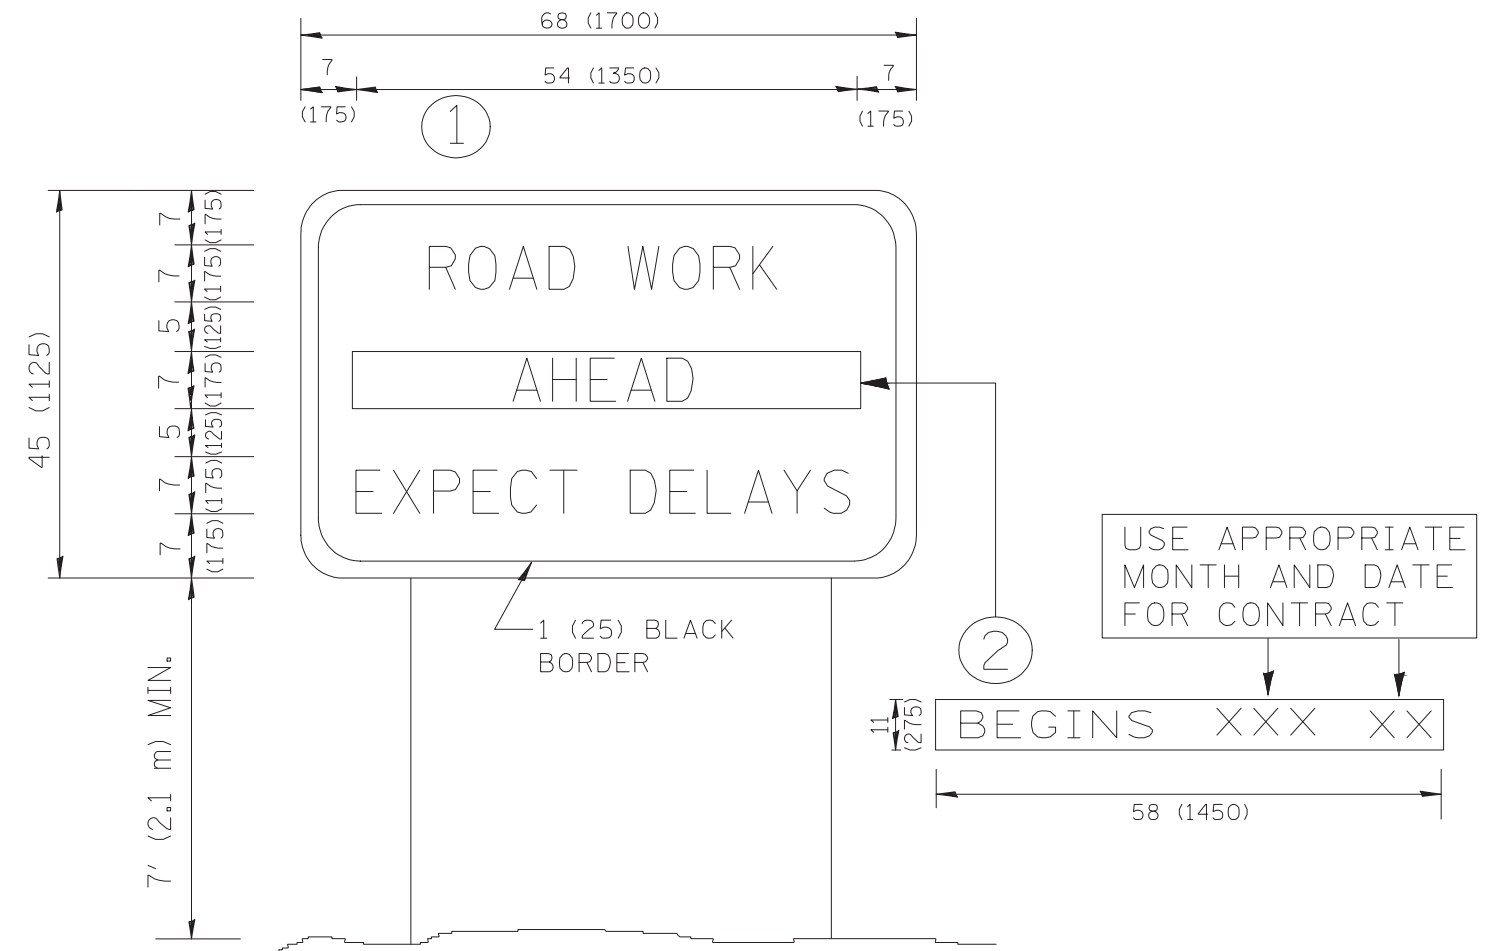 68 (1700)
7
54 (1350)
7
(175)
(175)
1
7
(175)
7
(175)
5
(125)
7
(175)
5
(125)
7
(175)
7
(175)
45 (1125)
ROAD WORK
AHEAD
EXPECT DELAYS
1 (25) BLACK
BORDER
7' (2.1 m) MIN.
2
USE APPROPRIATE
MONTH AND DATE
FOR CONTRACT
11
(275)
BEGINS XXX XX
58 (1450)